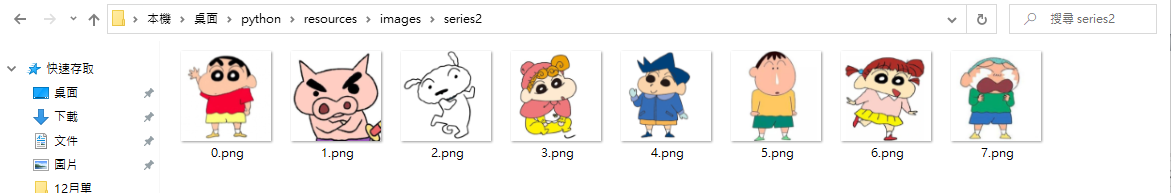 本機 > 桌面 > python > resources > images > series2
搜尋 series2
快速存取
桌面
下載
文件
圖片
12月單
0.png
1.png
2.png
3.png
4.png
5.png
6.png
7.png